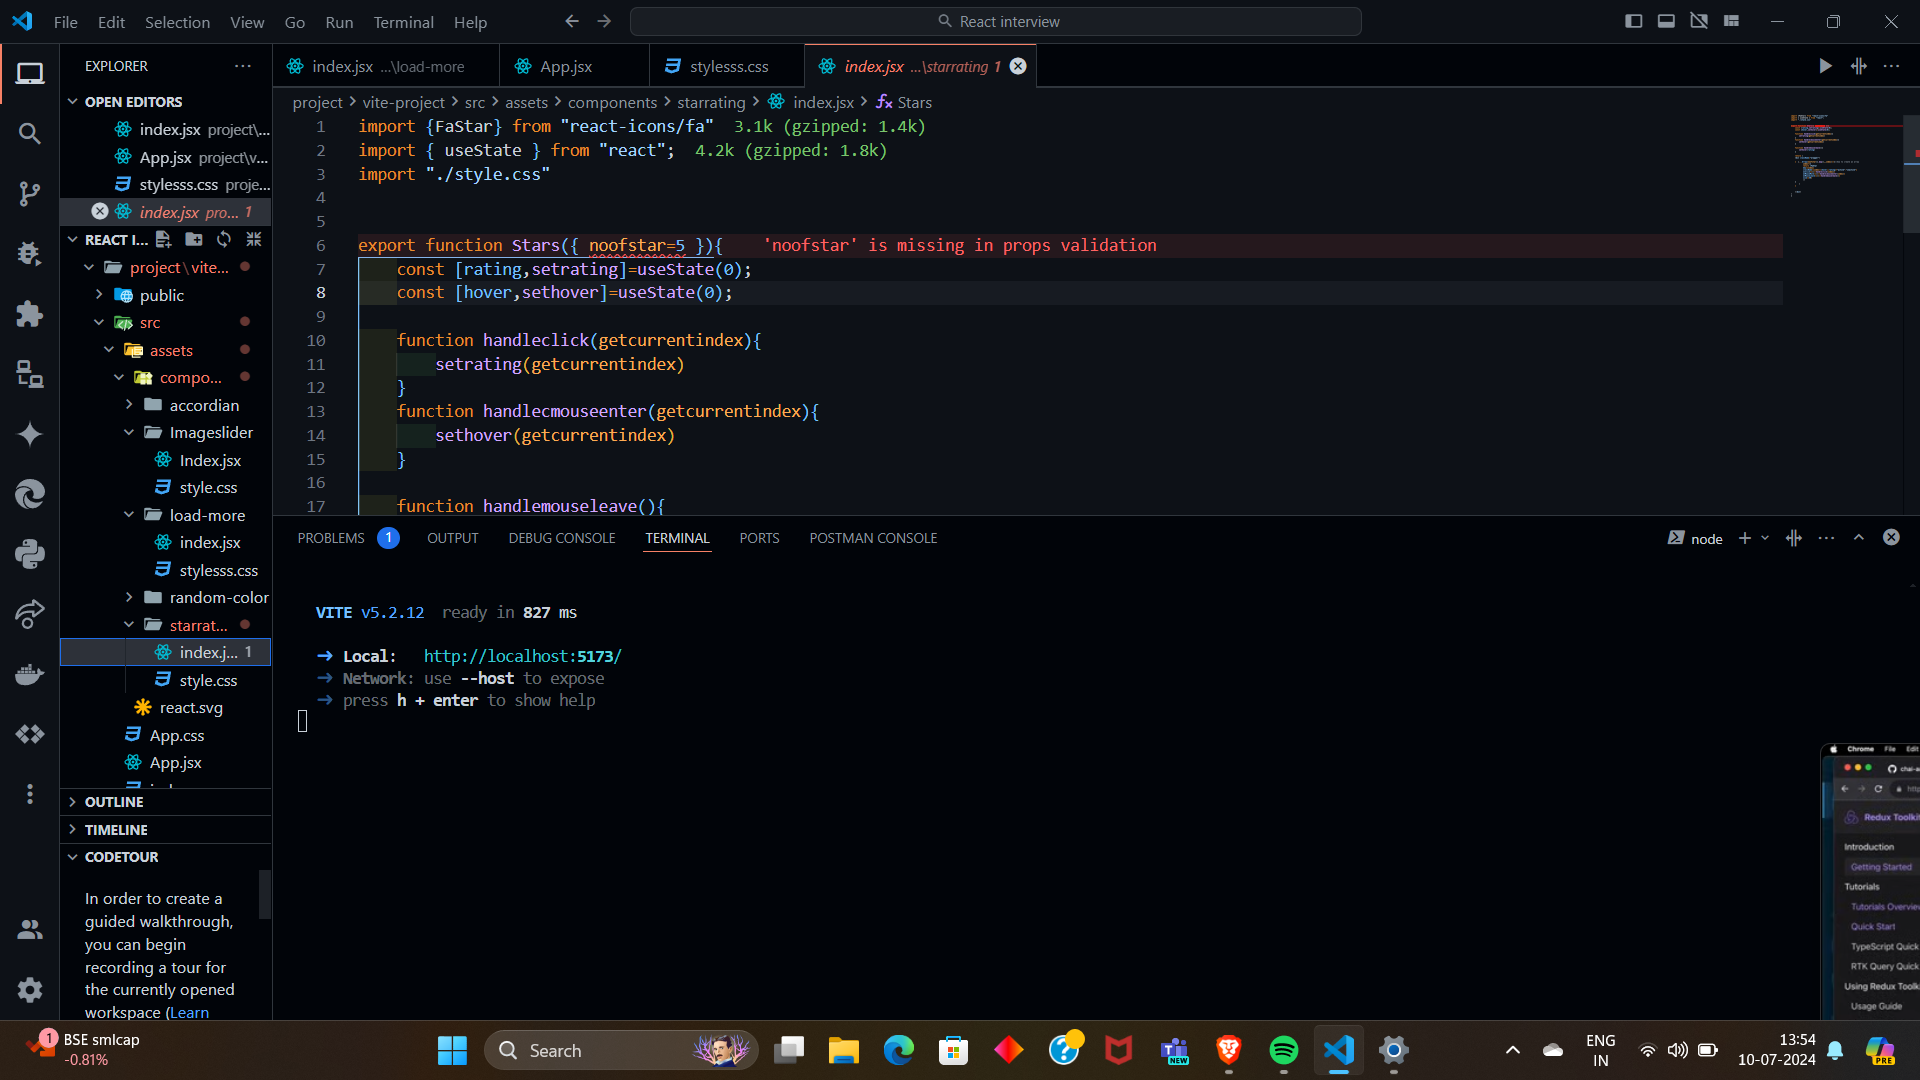 File Edit Selection View Go Run Terminal Help
React interview
EXPLORER
OPEN EDITORS
index.jsx project\...
App.jsx project\v...
stylesss.css proje...
index.jsx pro... 1
REACT I...
project\vite...
public
src
assets
compo...
accordian
Imageslider
Index.jsx
style.css
load-more
index.jsx
stylesss.css
random-color
starrat...
index.j... 1
style.css
react.svg
App.css
App.jsx
OUTLINE
TIMELINE
CODETOUR
In order to create a
guided walkthrough,
you can begin
recording a tour for
the currently opened
workspace (Learn
index.jsx ...\load-more
App.jsx
stylesss.css
index.jsx ...\starrating 1
project > vite-project > src > assets > components > starrating > index.jsx > Stars
1 import {FaStar} from "react-icons/fa" 3.1k (gzipped: 1.4k)
2 import { useState } from "react"; 4.2k (gzipped: 1.8k)
3 import "./style.css"
4
5
6 export function Stars({ noofstar=5 }){ 'noofstar' is missing in props validation
7 const [rating,setrating]=useState(0);
8 const [hover,sethover]=useState(0);
9
10 function handleclick(getcurrentindex){
11 setrating(getcurrentindex)
12 }
13 function handlecmouseenter(getcurrentindex){
14 sethover(getcurrentindex)
15 }
16
17 function handlemouseleave(){
PROBLEMS 1 OUTPUT DEBUG CONSOLE TERMINAL PORTS POSTMAN CONSOLE
node
VITE v5.2.12 ready in 827 ms
➜ Local: http://localhost:5173/
➜ Network: use --host to expose
➜ press h + enter to show help
Chrome File Edit
Redux Toolkit
Introduction
Getting Started
Tutorials
Tutorials Overview
Quick Start
TypeScript Quick
RTK Query Quick
Using Redux Toolk
Usage Guide
1
BSE smlcap
-0.81%
Search
NEW
ENG
IN
13:54
10-07-2024
PRE